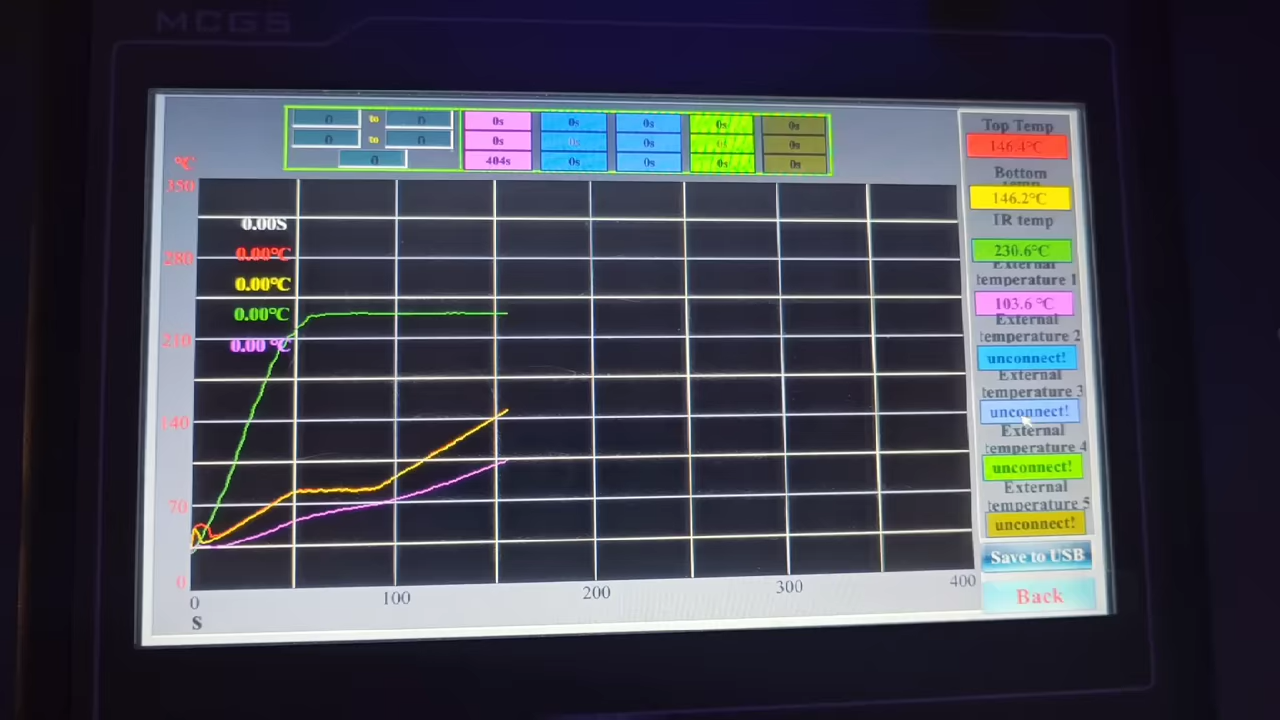 MCGS
0 to 0 0s 0s 0s 0s 0s
0 to 0 0s 0s 0s 0s 0s
0 404s 0s 0s 0s 0s
℃
350
280
210
140
70
0
0.00S
0.00℃
0.00℃
0.00℃
0.00 ℃
0 100 200 300 400
S
Top Temp
146.4℃
Bottom
temp
146.2℃
IR temp
230.6℃
External
temperature 1
103.6 ℃
External
temperature 2
unconnect!
External
temperature 3
unconnect!
External
temperature 4
unconnect!
External
temperature 5
unconnect!
Save to USB
Back